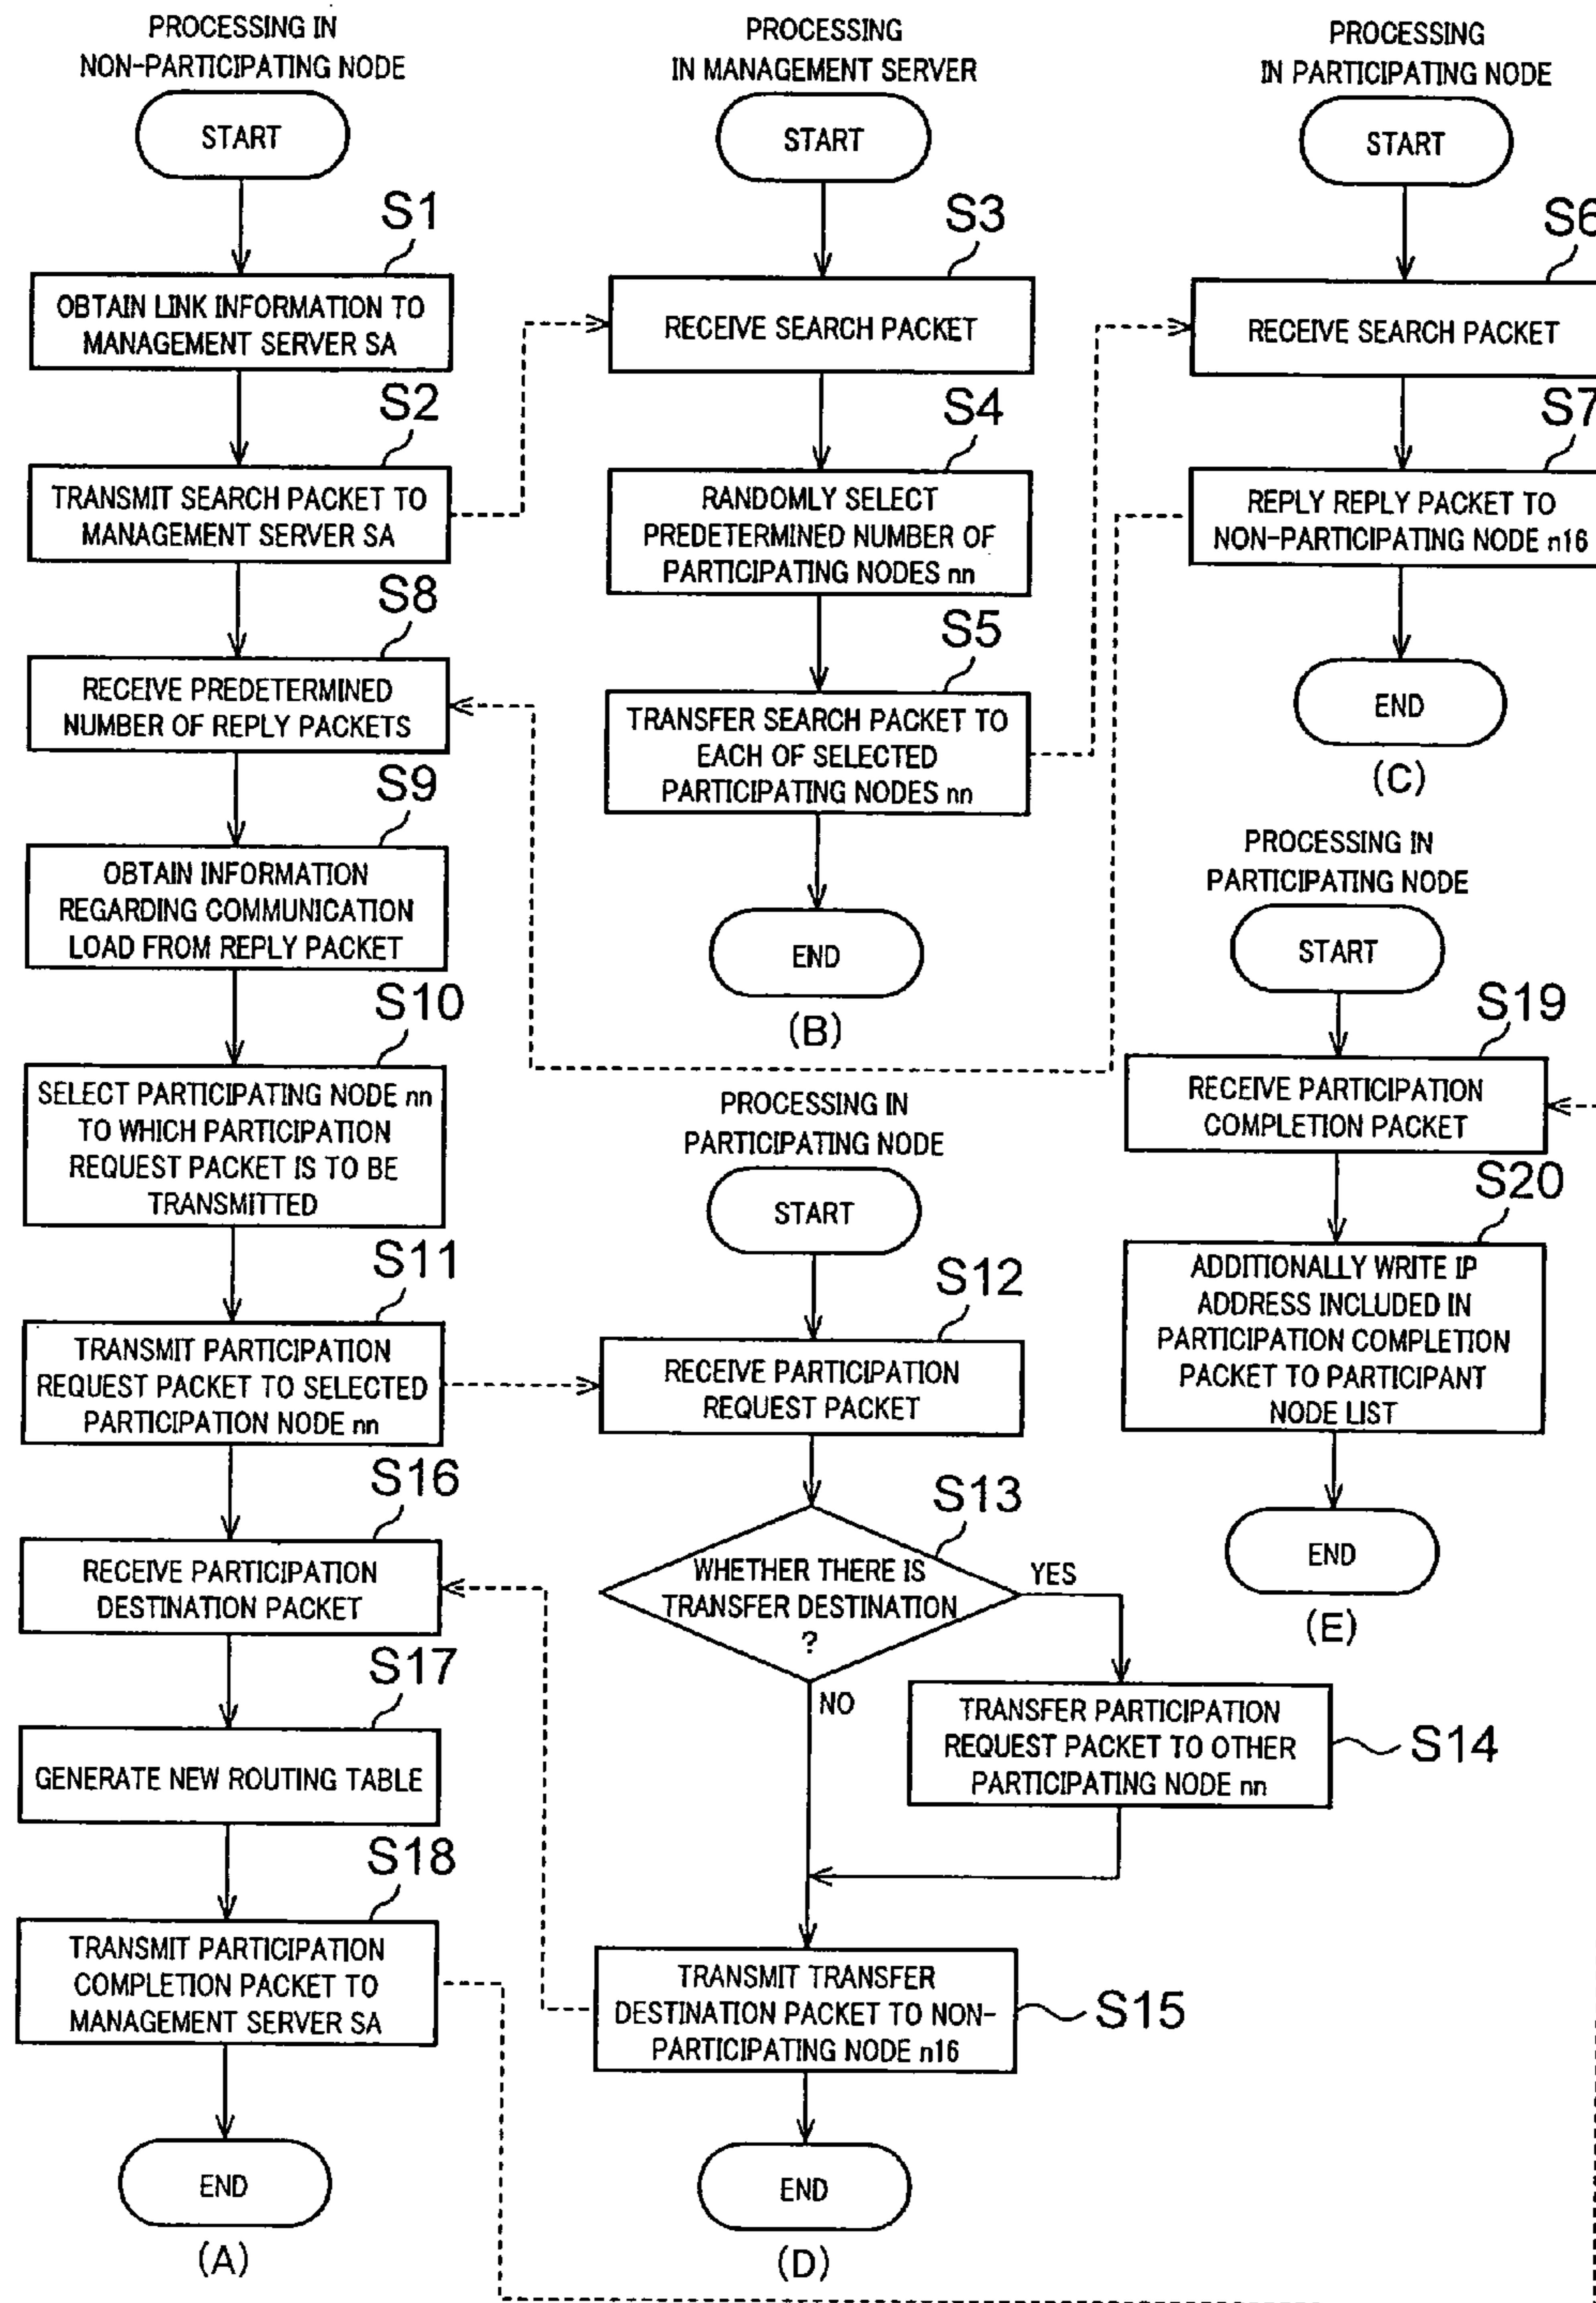 PROCESSING IN
NON-PARTICIPATING NODE
START
S1
OBTAIN LINK INFORMATION TO
MANAGEMENT SERVER SA
S2
TRANSMIT SEARCH PACKET TO
MANAGEMENT SERVER SA
S8
RECEIVE PREDETERMINED
NUMBER OF REPLY PACKETS
S9
OBTAIN INFORMATION
REGARDING COMMUNICATION
LOAD FROM REPLY PACKET
S10
SELECT PARTICIPATING NODE nn
TO WHICH PARTICIPATION
REQUEST PACKET IS TO BE
TRANSMITTED
S11
TRANSMIT PARTICIPATION
REQUEST PACKET TO SELECTED
PARTICIPATION NODE nn
S16
RECEIVE PARTICIPATION
DESTINATION PACKET
S17
GENERATE NEW ROUTING TABLE
S18
TRANSMIT PARTICIPATION
COMPLETION PACKET TO
MANAGEMENT SERVER SA
END
(A)
PROCESSING
IN MANAGEMENT SERVER
START
S3
RECEIVE SEARCH PACKET
S4
RANDOMLY SELECT
PREDETERMINED NUMBER OF
PARTICIPATING NODES nn
S5
TRANSFER SEARCH PACKET TO
EACH OF SELECTED
PARTICIPATING NODES nn
END
(B)
PROCESSING
IN PARTICIPATING NODE
START
S6
RECEIVE SEARCH PACKET
S7
REPLY REPLY PACKET TO
NON-PARTICIPATING NODE n16
END
(C)
PROCESSING IN
PARTICIPATING NODE
START
S12
RECEIVE PARTICIPATION
REQUEST PACKET
S13
WHETHER THERE IS
TRANSFER DESTINATION
?
YES
NO
TRANSFER PARTICIPATION
REQUEST PACKET TO OTHER
PARTICIPATING NODE nn
S14
TRANSMIT TRANSFER
DESTINATION PACKET TO NON-
PARTICIPATING NODE n16
S15
END
(D)
PROCESSING IN
PARTICIPATING NODE
START
S19
RECEIVE PARTICIPATION
COMPLETION PACKET
S20
ADDITIONALLY WRITE IP
ADDRESS INCLUDED IN
PARTICIPATION COMPLETION
PACKET TO PARTICIPANT
NODE LIST
END
(E)